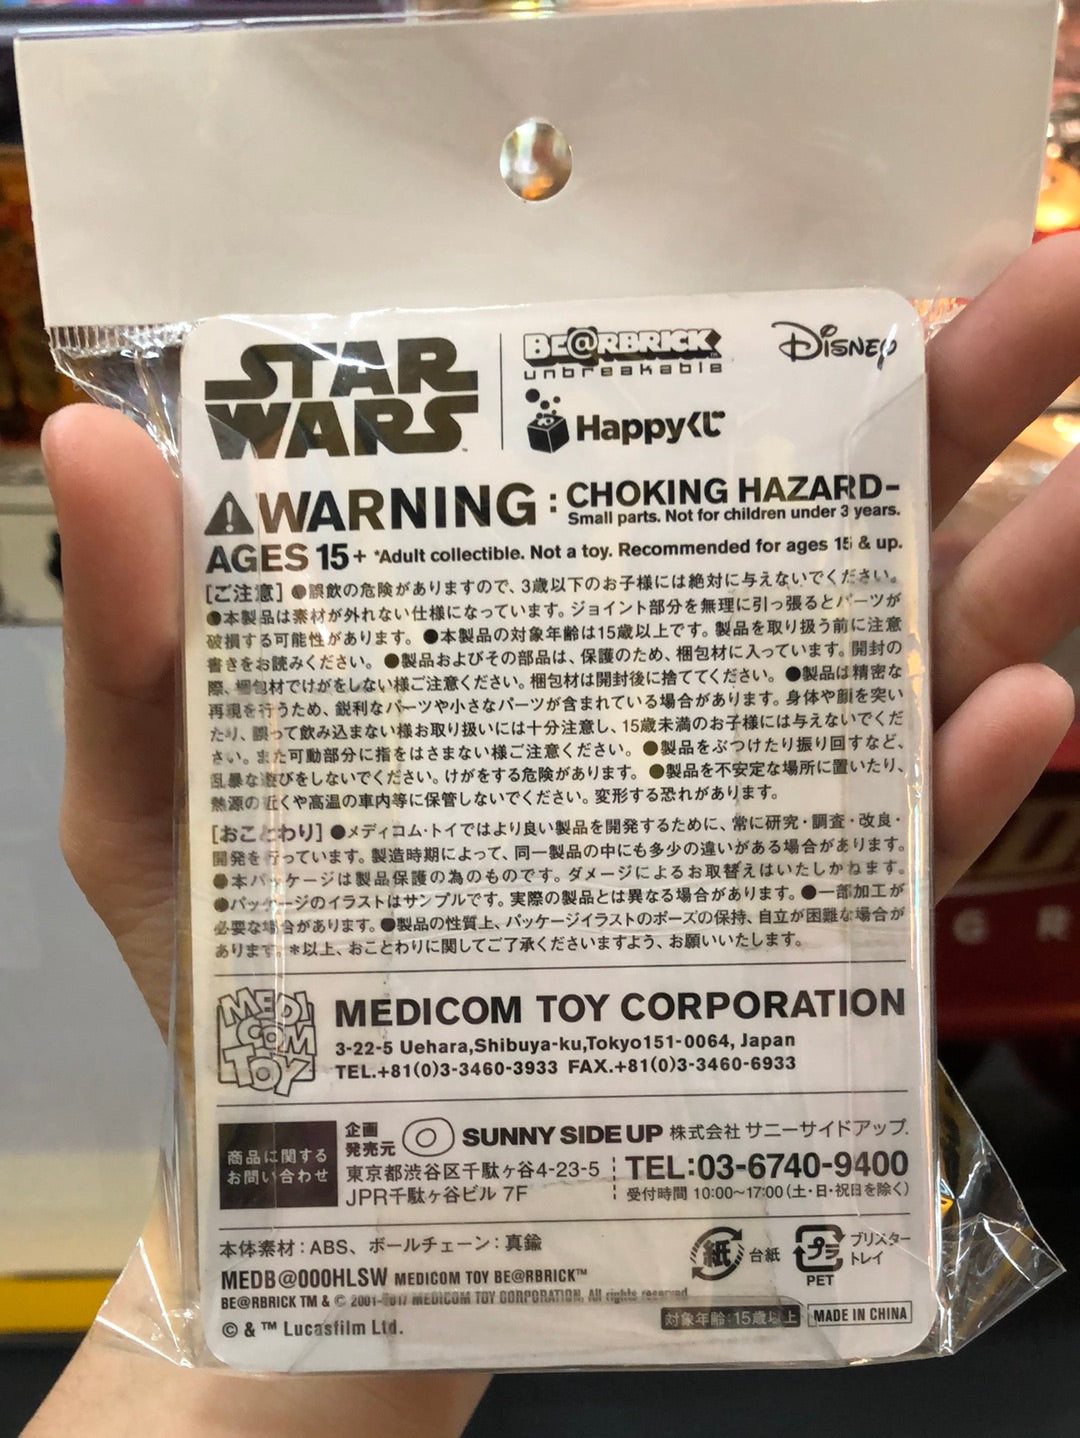 STAR WARS
BE@RBRICK
unbreakable
Disney
Happyくじ
WARNING : CHOKING HAZARD-
Small parts. Not for children under 3 years.
AGES 15+ *Adult collectible. Not a toy. Recommended for ages 15 & up.
[ご注意] ●誤飲の危険がありますので、3歳以下のお子様には絶対に与えないでください。
●本製品は素材が外れない仕様になっています。ジョイント部分を無理に引っ張るとパーツが
破損する可能性があります。●本製品の対象年齢は15歳以上です。製品を取り扱う前に注意
書きをお読みください。●製品およびその部品は、保護のため、梱包材に入っています。開封の
際、梱包材でけがをしない様ご注意ください。梱包材は開封後に捨ててください。●製品は精密な
再現を行うため、鋭利なパーツや小さなパーツが含まれている場合があります。身体や顔を突い
たり、誤って飲み込まない様お取り扱いには十分注意し、15歳未満のお子様には与えないでくだ
さい。また可動部分に指をはさまない様ご注意ください。●製品をぶつけたり振り回すなど、
乱暴な遊びをしないでください。けがをする危険があります。●製品を不安定な場所に置いたり、
熱源の近くや高温の車内等に保管しないでください。変形する恐れがあります。
[おことわり] ●メディコム・トイではより良い製品を開発するために、常に研究・調査・改良・
開発を行っています。製造時期によって、同一製品の中にも多少の違いがある場合があります。
●本パッケージは製品保護の為のものです。ダメージによるお取替えはいたしかねます。
●パッケージのイラストはサンプルです。実際の製品とは異なる場合があります。●一部加工が
必要な場合があります。●製品の性質上、パッケージイラストのポーズの保持、自立が困難な場合が
あります。＊以上、おことわりに関してご了承くださいますよう、お願いいたします。
MEDICOM TOY
MEDICOM TOY CORPORATION
3-22-5 Uehara,Shibuya-ku,Tokyo151-0064, Japan
TEL.+81(0)3-3460-3933 FAX.+81(0)3-3460-6933
商品に関する
お問い合わせ
企画
発売元
SUNNY SIDE UP 株式会社 サニーサイドアップ.
東京都渋谷区千駄ヶ谷4-23-5
JPR千駄ヶ谷ビル 7F
TEL:03-6740-9400
受付時間 10:00〜17:00(土・日・祝日を除く)
本体素材：ABS、ボールチェーン：真鍮
紙 台紙
プラ PET
ブリスター
トレイ
MEDB@000HLSW MEDICOM TOY BE@RBRICK™
BE@RBRICK TM & © 2001-2017 MEDICOM TOY CORPORATION. All rights reserved.
© & ™ Lucasfilm Ltd.
対象年齢：15歳以上
MADE IN CHINA